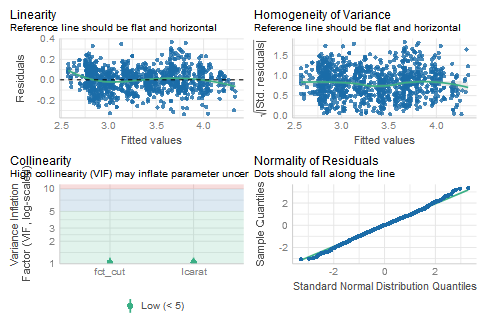 Linearity
Reference line should be flat and horizontal
Residuals
0.4
0.2
0.0
-0.2
2.5
3.0
3.5
4.0
Fitted values
Homogeneity of Variance
Reference line should be flat and horizontal
√|Std. residuals|
1.5
1.0
0.5
0.0
2.5
3.0
3.5
4.0
Fitted values
Collinearity
High collinearity (VIF) may inflate parameter uncer
Variance Inflation
Factor (VIF, log-scaled)
10
5
3
2
1
fct_cut
lcarat
Low (< 5)
Normality of Residuals
Dots should fall along the line
Sample Quantiles
2
0
-2
-2
0
2
Standard Normal Distribution Quantiles